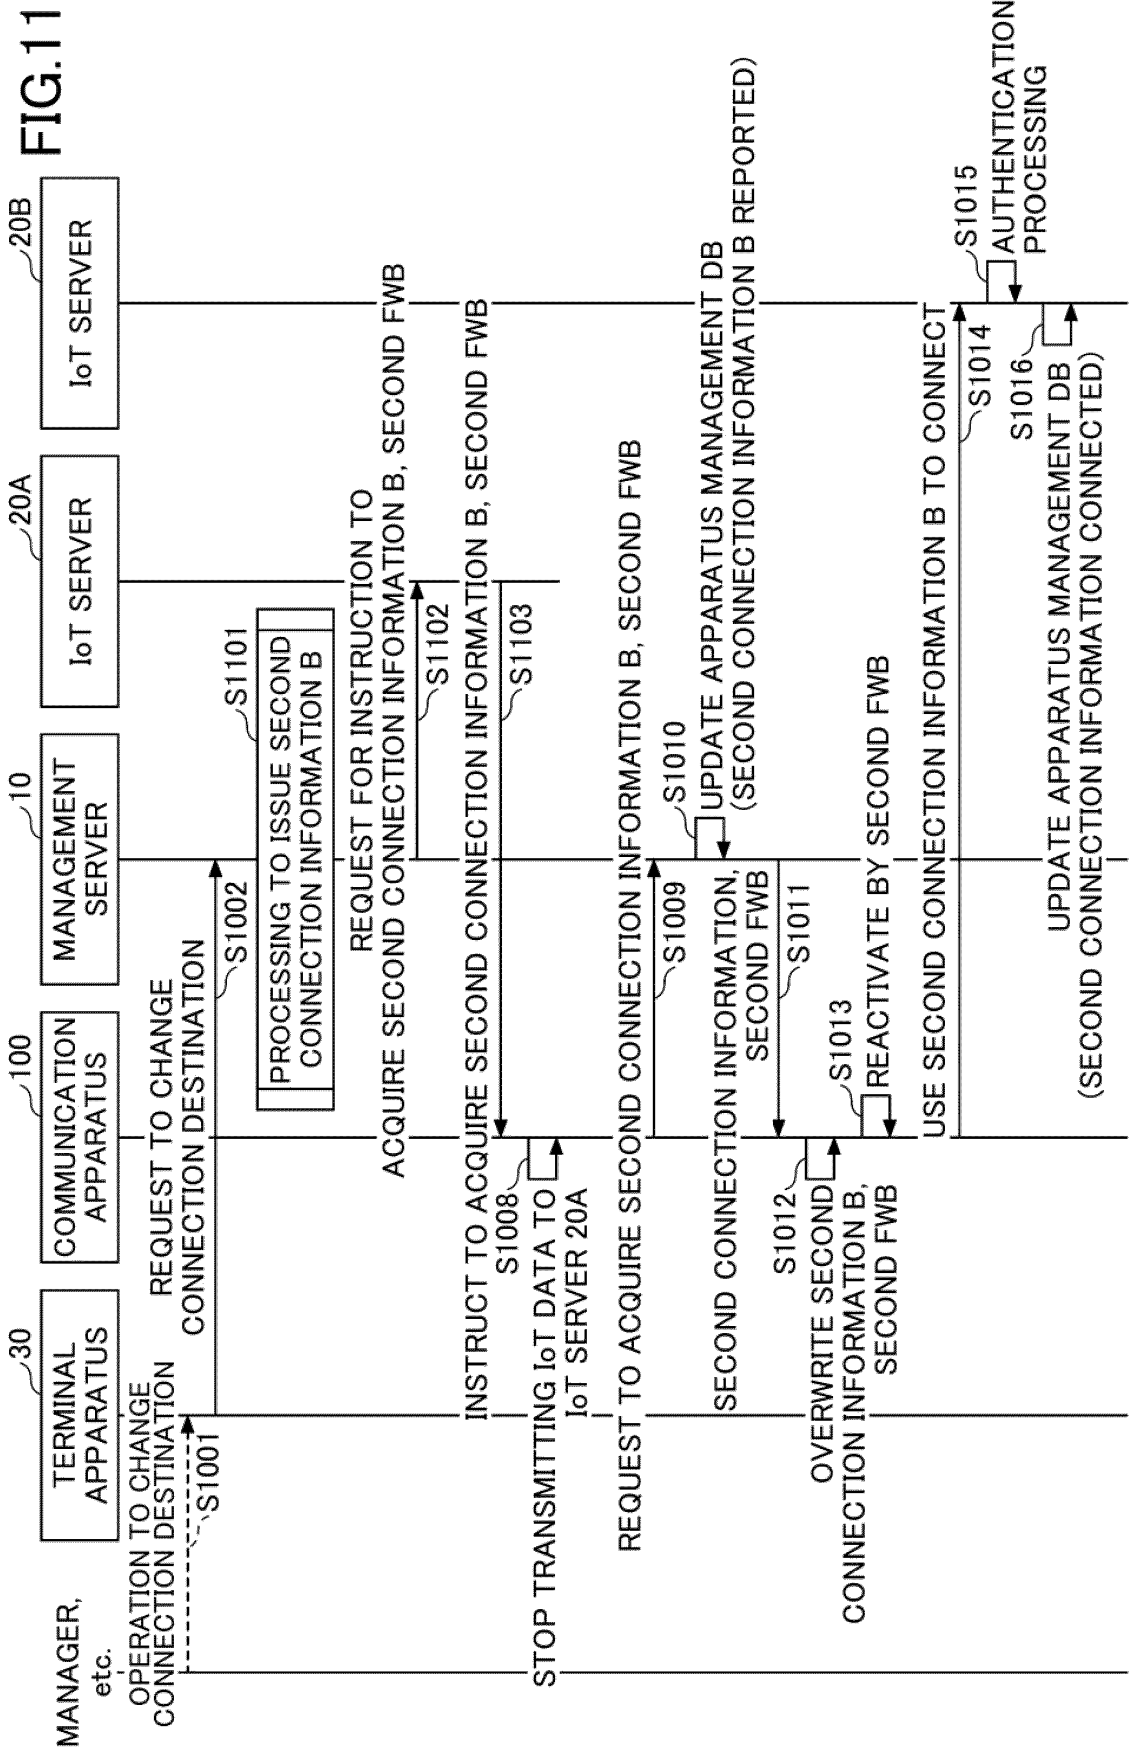 FIG.11
MANAGER,
etc.
30
TERMINAL
APPARATUS
100
COMMUNICATION
APPARATUS
10
MANAGEMENT
SERVER
20A
IoT SERVER
20B
IoT SERVER
OPERATION TO CHANGE
CONNECTION DESTINATION
S1001
REQUEST TO CHANGE
CONNECTION DESTINATION
S1002
S1101
PROCESSING TO ISSUE SECOND
CONNECTION INFORMATION B
REQUEST FOR INSTRUCTION TO
ACQUIRE SECOND CONNECTION INFORMATION B, SECOND FWB
S1102
INSTRUCT TO ACQUIRE SECOND CONNECTION INFORMATION B, SECOND FWB
S1103
S1008
STOP TRANSMITTING IoT DATA TO
IoT SERVER 20A
REQUEST TO ACQUIRE SECOND CONNECTION INFORMATION B, SECOND FWB
S1009
S1010
UPDATE APPARATUS MANAGEMENT DB
(SECOND CONNECTION INFORMATION B REPORTED)
SECOND CONNECTION INFORMATION,
SECOND FWB
S1011
S1012
OVERWRITE SECOND
CONNECTION INFORMATION B,
SECOND FWB
S1013
REACTIVATE BY SECOND FWB
USE SECOND CONNECTION INFORMATION B TO CONNECT
S1014
S1015
AUTHENTICATION
PROCESSING
S1016
UPDATE APPARATUS MANAGEMENT DB
(SECOND CONNECTION INFORMATION CONNECTED)